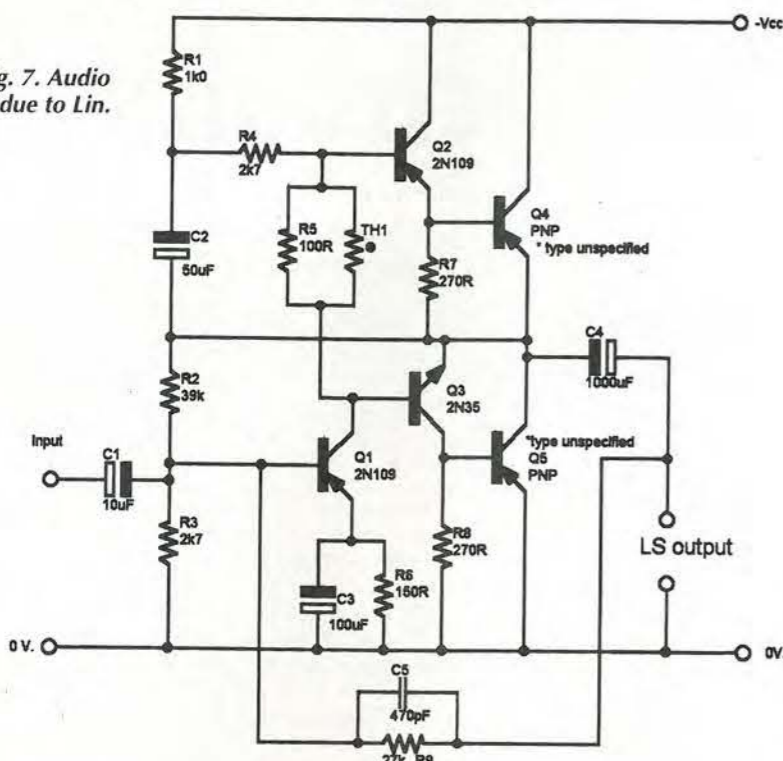 g. 7. Audio
due to Lin.
-Vcc
R1
1k0
R4
2k7
Q2
2N109
Q4
PNP
* type unspecified
R5
100R
TH1
C2
50uF
R7
270R
C4
1000uF
R2
39k
Q3
2N35
Input
C1
10uF
Q1
2N109
*type unspecified
Q5
PNP
R3
2k7
R8
270R
LS output
C3
100uF
R6
150R
0 V.
0V
C5
470pF
27k R9